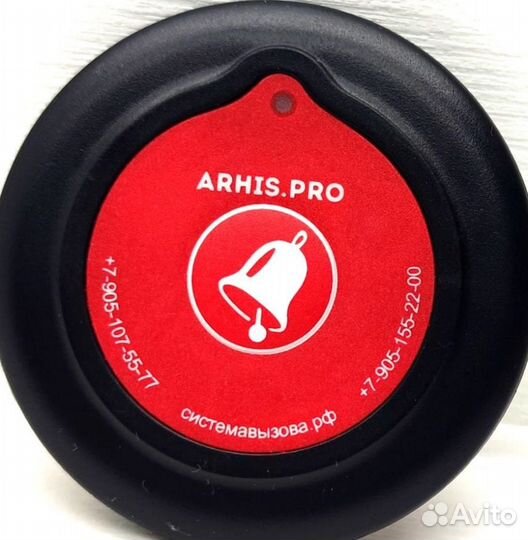 ARHIS.PRO
+7-905-107-55-77
+7-905-155-22-00
системавызова.рф
Avito